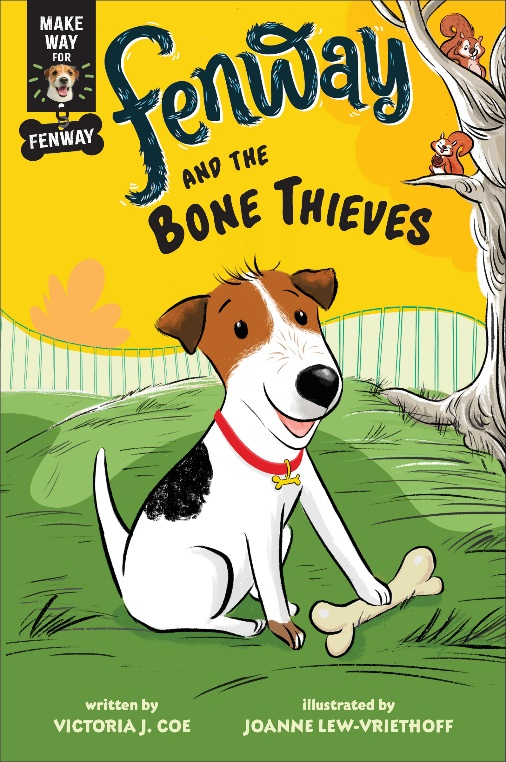 MAKE
WAY
FOR
FENWAY
fenway
AND THE
BONE THIEVES
written by
VICTORIA J. COE
illustrated by
JOANNE LEW-VRIETHOFF